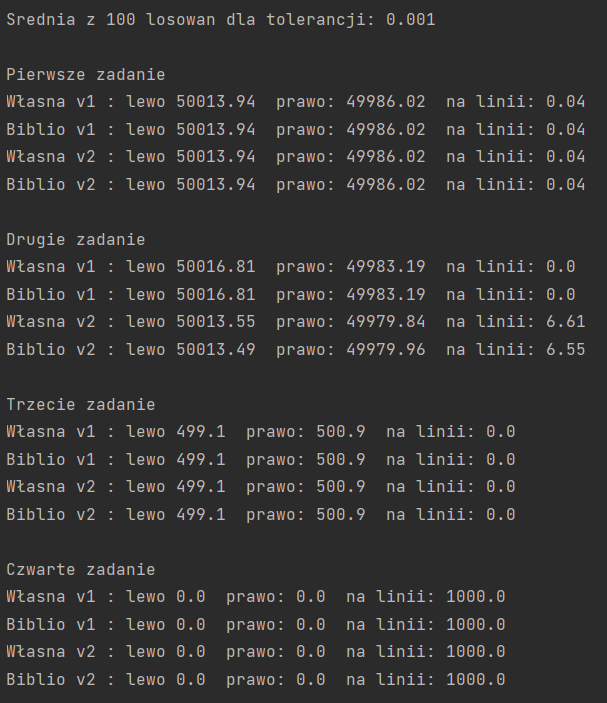 Srednia z 100 losowan dla tolerancji: 0.001
Pierwsze zadanie
Własna v1 : lewo 50013.94  prawo: 49986.02  na linii: 0.04
Biblio v1 : lewo 50013.94  prawo: 49986.02  na linii: 0.04
Własna v2 : lewo 50013.94  prawo: 49986.02  na linii: 0.04
Biblio v2 : lewo 50013.94  prawo: 49986.02  na linii: 0.04
Drugie zadanie
Własna v1 : lewo 50016.81  prawo: 49983.19  na linii: 0.0
Biblio v1 : lewo 50016.81  prawo: 49983.19  na linii: 0.0
Własna v2 : lewo 50013.55  prawo: 49979.84  na linii: 6.61
Biblio v2 : lewo 50013.49  prawo: 49979.96  na linii: 6.55
Trzecie zadanie
Własna v1 : lewo 499.1  prawo: 500.9  na linii: 0.0
Biblio v1 : lewo 499.1  prawo: 500.9  na linii: 0.0
Własna v2 : lewo 499.1  prawo: 500.9  na linii: 0.0
Biblio v2 : lewo 499.1  prawo: 500.9  na linii: 0.0
Czwarte zadanie
Własna v1 : lewo 0.0  prawo: 0.0  na linii: 1000.0
Biblio v1 : lewo 0.0  prawo: 0.0  na linii: 1000.0
Własna v2 : lewo 0.0  prawo: 0.0  na linii: 1000.0
Biblio v2 : lewo 0.0  prawo: 0.0  na linii: 1000.0